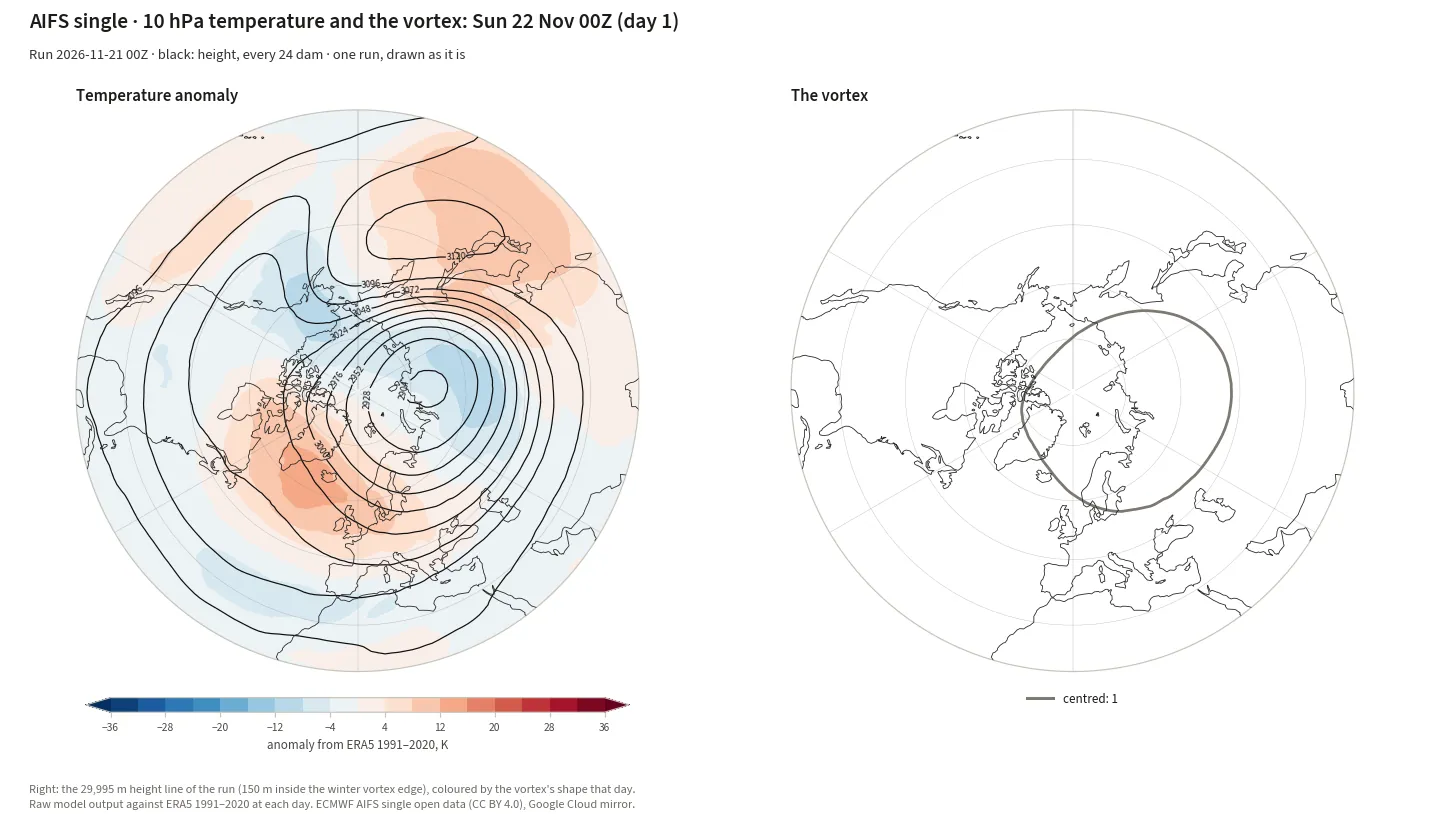 AIFS single · 10 hPa temperature and the vortex: Sun 22 Nov 00Z (day 1)
Run 2026-11-21 00Z · black: height, every 24 dam · one run, drawn as it is
Temperature anomaly
The vortex
3120
3096
3072
3048
3024
2976
2952
2928
3000
−36 −28 −20 −12 −4 4 12 20 28 36
anomaly from ERA5 1991–2020, K
centred: 1
Right: the 29,995 m height line of the run (150 m inside the winter vortex edge), coloured by the vortex's shape that day.
Raw model output against ERA5 1991–2020 at each day. ECMWF AIFS single open data (CC BY 4.0), Google Cloud mirror.